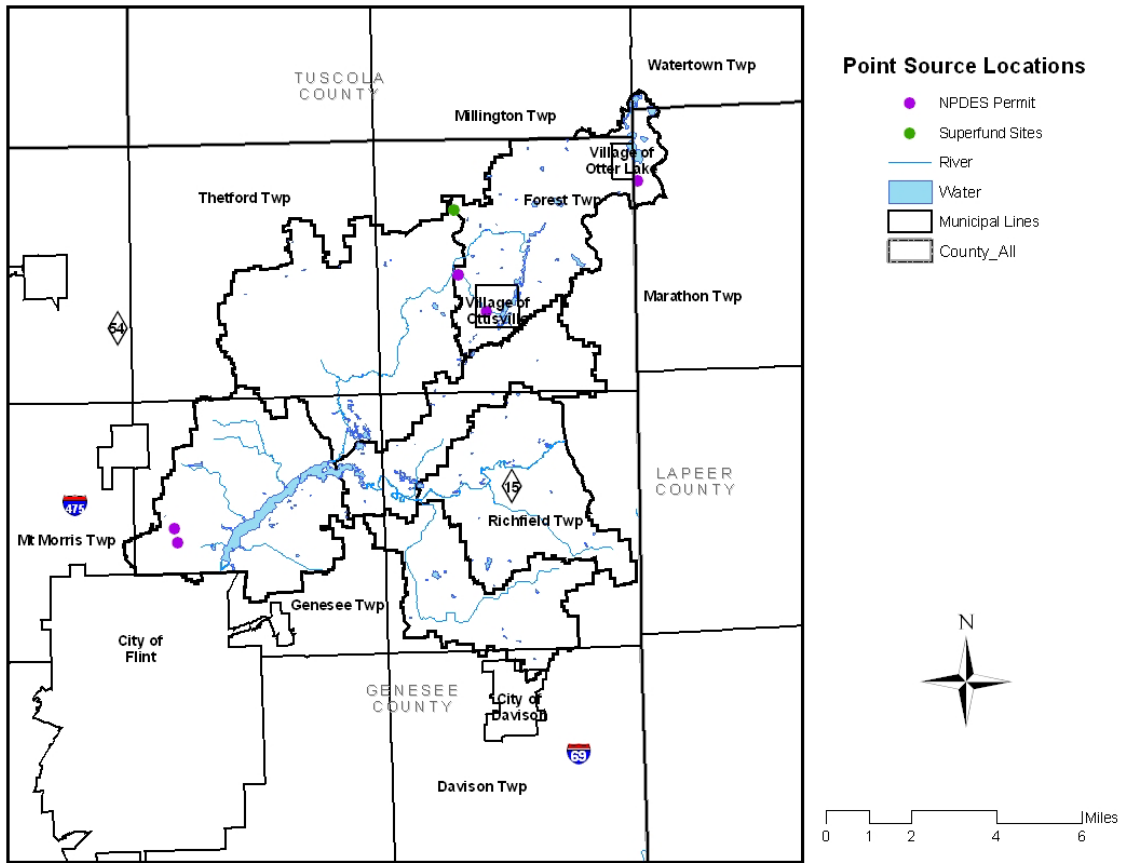 Watertown Twp
TUSCOLA
COUNTY
Millington Twp
Village of
Otter Lake
Thetford Twp
Forest Twp
Marathon Twp
Village of
Ottisville
54
LAPEER
COUNTY
15
475
Richfield Twp
Mt Morris Twp
Genesee Twp
City of
Flint
GENESEE
COUNTY
City of
Davison
69
Davison Twp
Point Source Locations
NPDES Permit
Superfund Sites
River
Water
Municipal Lines
County_All
N
Miles
0 1 2 4 6